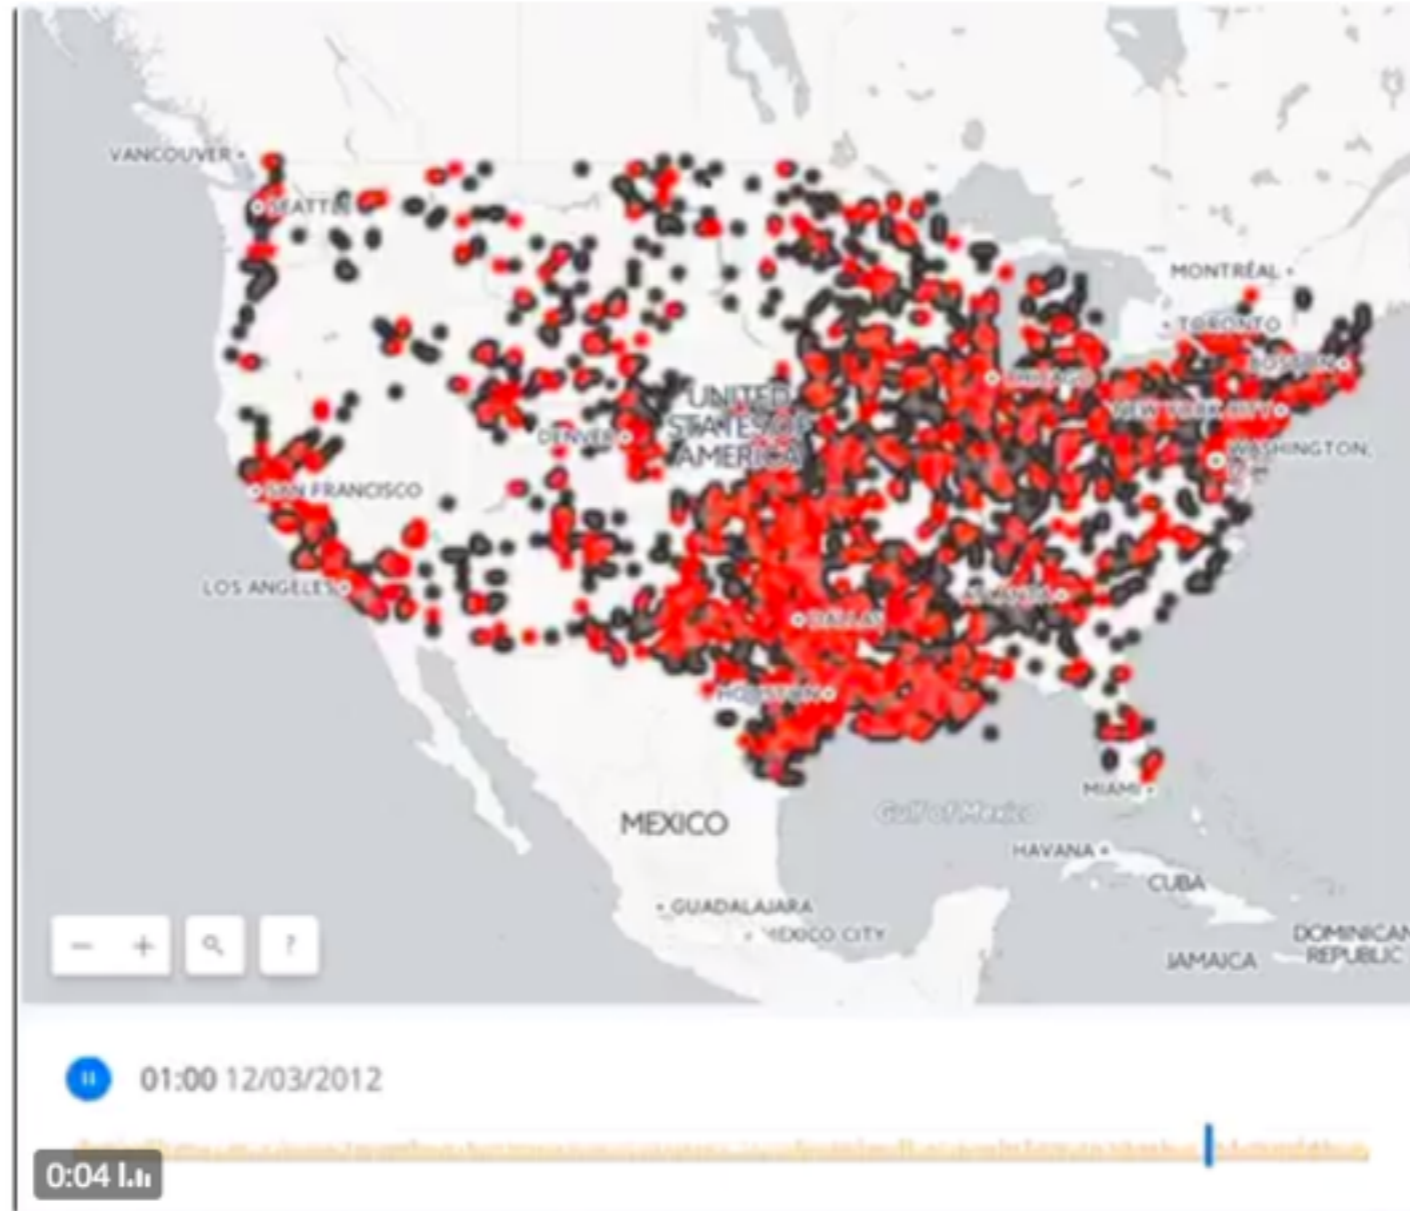 VANCOUVER
SEATTLE
MONTRÉAL
TORONTO
BOSTON
CHICAGO
NEW YORK CITY
UNITED
STATES OF
AMERICA
DENVER
WASHINGTON,
SAN FRANCISCO
LOS ANGELES
ATLANTA
DALLAS
HOUSTON
MIAMI
Gulf of Mexico
MEXICO
HAVANA
CUBA
GUADALAJARA
MEXICO CITY
DOMINICAN
REPUBLIC
JAMAICA
− +
?
01:00 12/03/2012
0:04